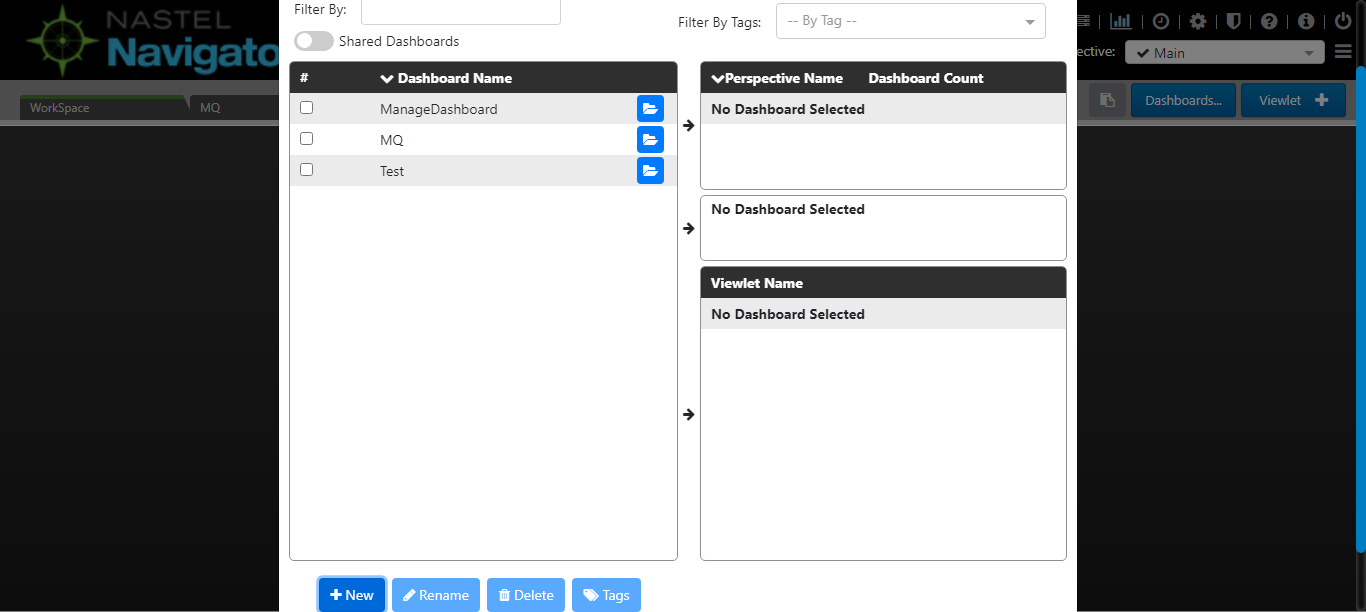 NASTEL
Navigato
Filter By:
Filter By Tags:
-- By Tag --
Shared Dashboards
ective:
Main
WorkSpace
MQ
Dashboards...
Viewlet
#
Dashboard Name
ManageDashboard
MQ
Test
Perspective Name
Dashboard Count
No Dashboard Selected
No Dashboard Selected
Viewlet Name
No Dashboard Selected
New
Rename
Delete
Tags